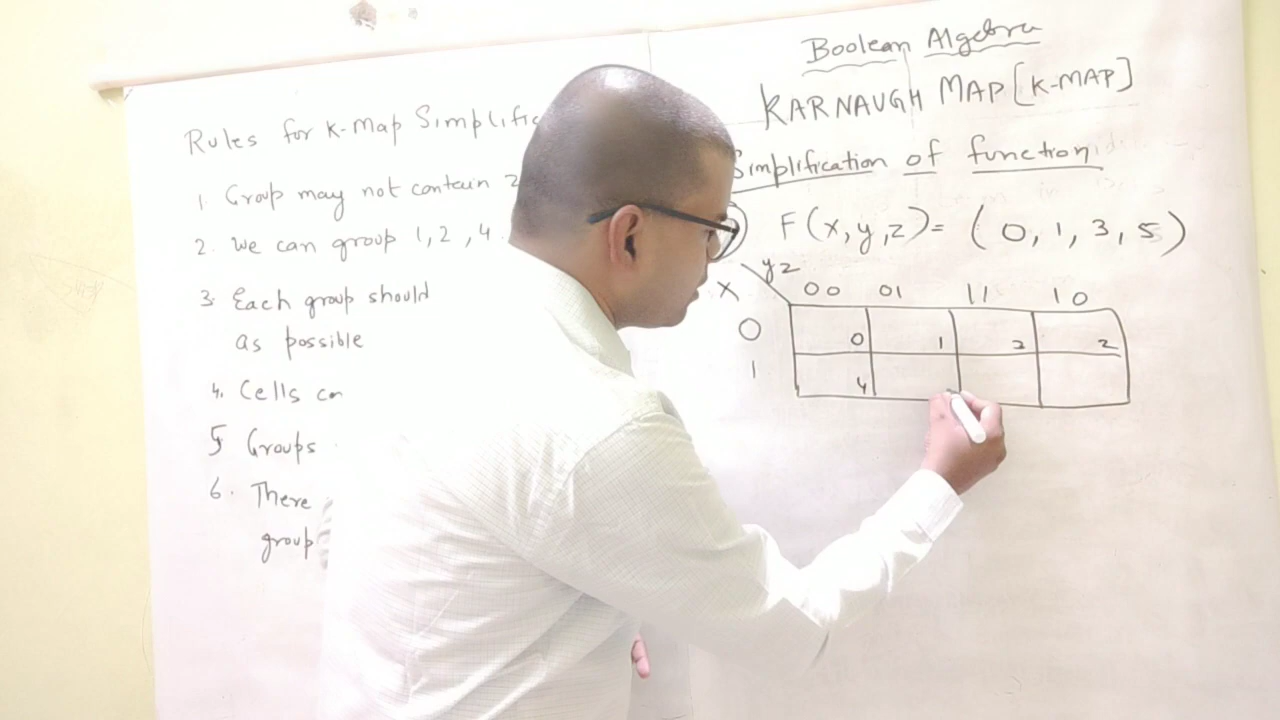 Boolean Algebra
KARNAUGH MAP [K-MAP]
Simplification of function
F(x,y,z) = (0, 1, 3, 5)
yz
x 00 01 11 10
0 0 1 3 2
1 4
Rules for K-Map
1. Group may not contain
2. We can group 1, 2, 4
3. Each group should
as possible
4. Cells
5 Groups
6. There
group